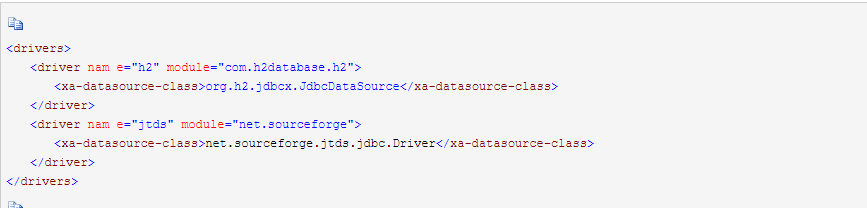 <drivers>
<driver nam e="h2" module="com.h2database.h2">
<xa-datasource-class>org.h2.jdbcx.JdbcDataSource</xa-datasource-class>
</driver>
<driver nam e="jtds" module="net.sourceforge">
<xa-datasource-class>net.sourceforge.jtds.jdbc.Driver</xa-datasource-class>
</driver>
</drivers>